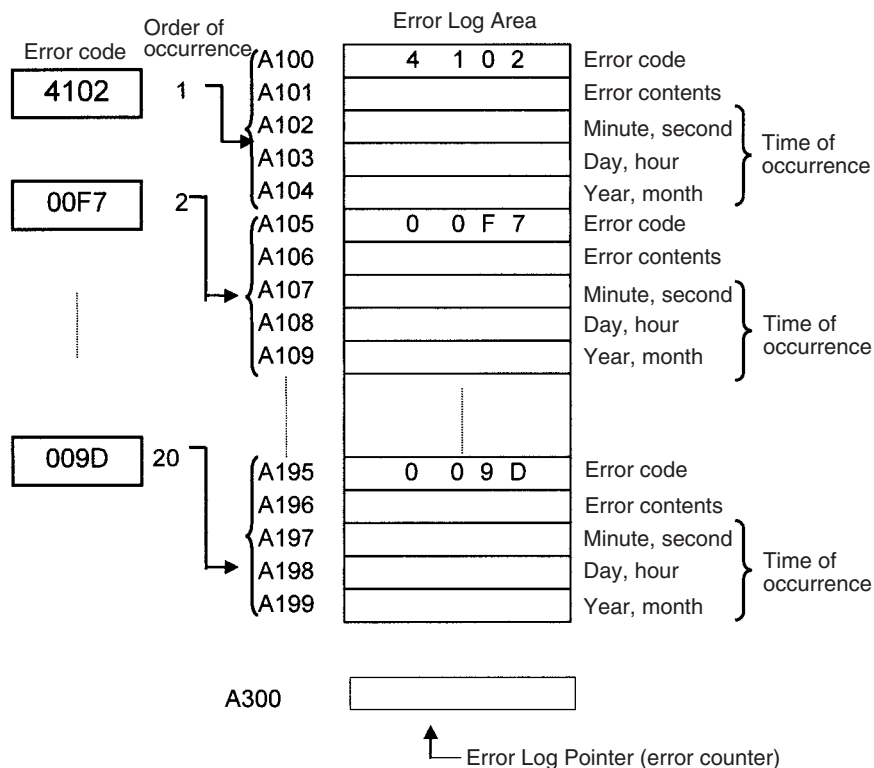 Error Log Area
Order of
occurrence
Error code
A100 4 1 0 2 Error code
4102 1
A101 Error contents
A102 Minute, second
A103 Day, hour
Time of
occurrence
A104 Year, month
00F7 2
A105 0 0 F 7 Error code
A106 Error contents
A107 Minute, second
A108 Day, hour
Time of
occurrence
A109 Year, month
009D 20
A195 0 0 9 D Error code
A196 Error contents
A197 Minute, second
A198 Day, hour
Time of
occurrence
A199 Year, month
A300
Error Log Pointer (error counter)